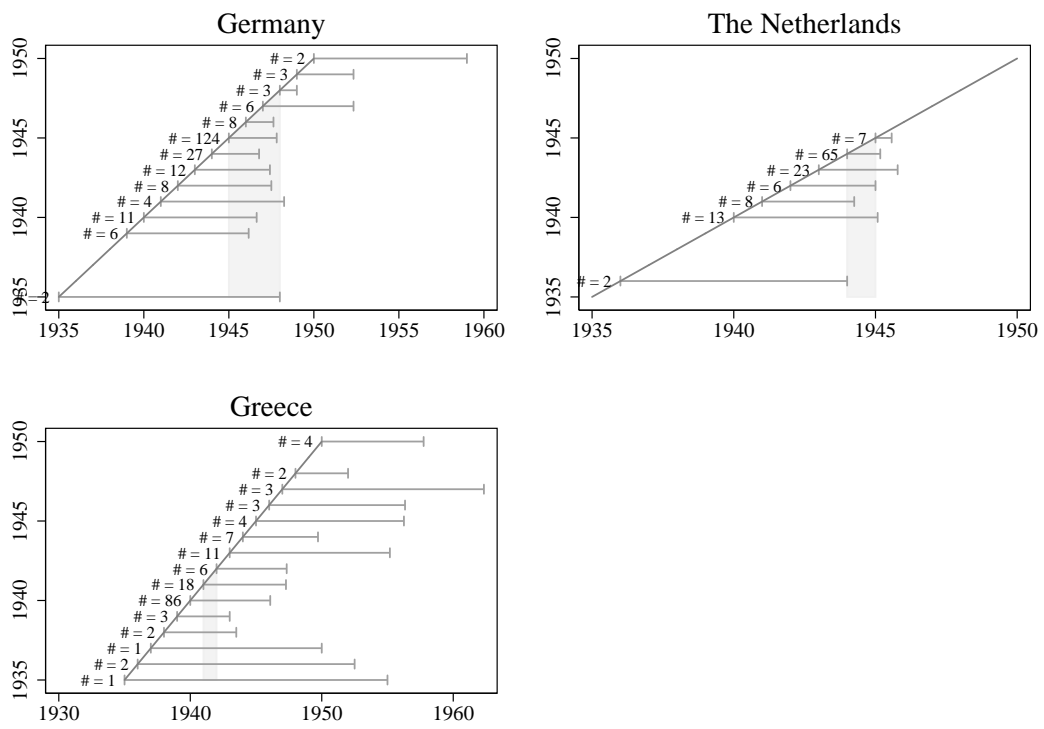 Germany
1950
1945
1940
1935
# = 2
# = 3
# = 3
# = 6
# = 8
# = 124
# = 27
# = 12
# = 8
# = 4
# = 11
# = 6
# = 2
1935 1940 1945 1950 1955 1960
The Netherlands
1950
1945
1940
1935
# = 7
# = 65
# = 23
# = 6
# = 8
# = 13
# = 2
1935 1940 1945 1950
Greece
1950
1945
1940
1935
# = 4
# = 2
# = 3
# = 3
# = 4
# = 7
# = 11
# = 6
# = 18
# = 86
# = 3
# = 2
# = 1
# = 2
# = 1
1930 1940 1950 1960